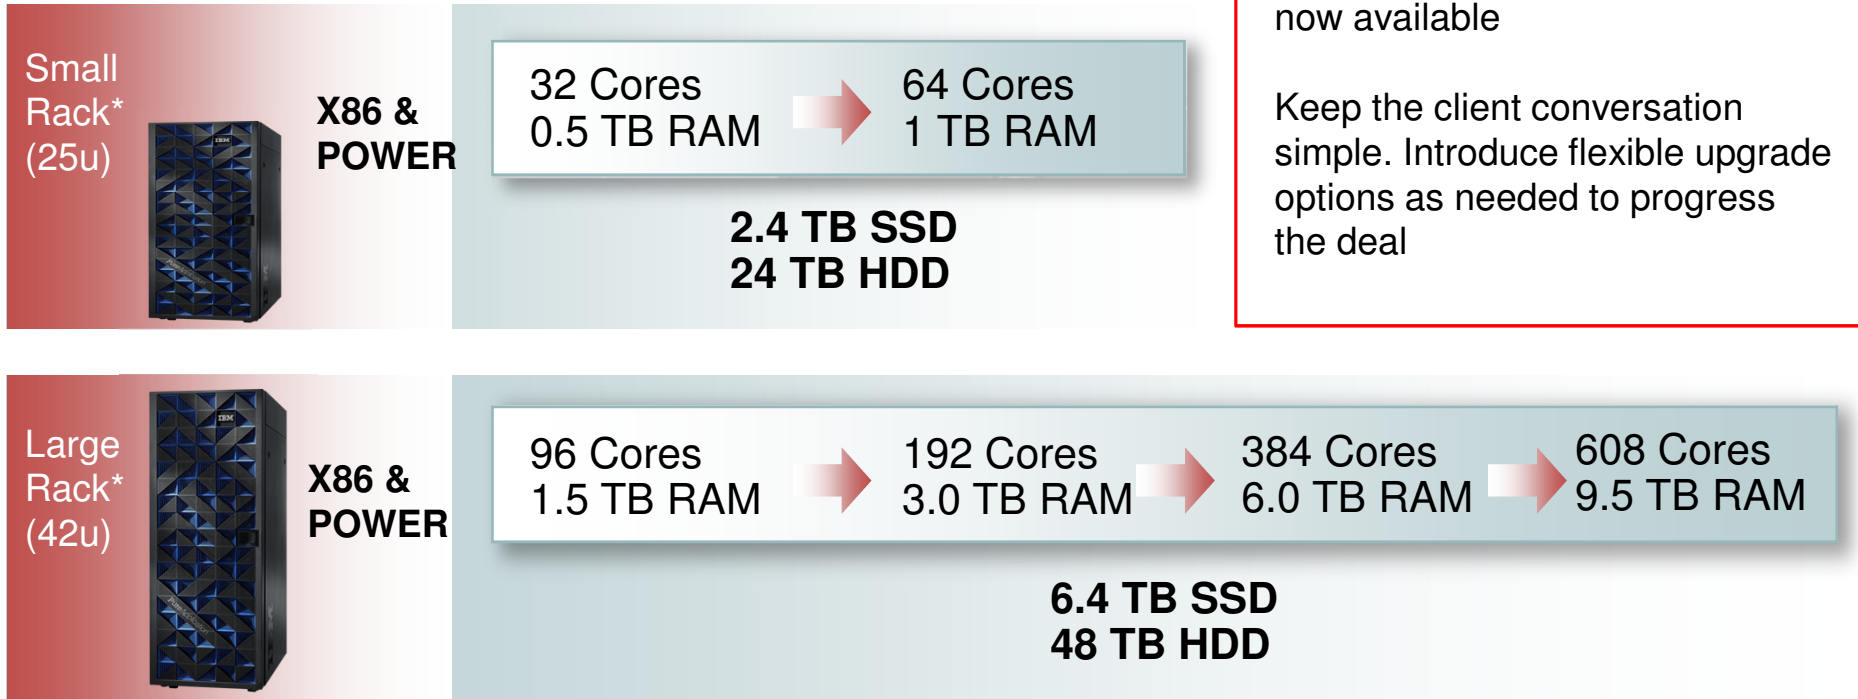 now available
Keep the client conversation
simple. Introduce flexible upgrade
options as needed to progress
the deal
Small
Rack*
(25u)
IBM
PureApplication
X86 &
POWER
32 Cores
0.5 TB RAM
64 Cores
1 TB RAM
2.4 TB SSD
24 TB HDD
Large
Rack*
(42u)
IBM
PureApplication
X86 &
POWER
96 Cores
1.5 TB RAM
192 Cores
3.0 TB RAM
384 Cores
6.0 TB RAM
608 Cores
9.5 TB RAM
6.4 TB SSD
48 TB HDD